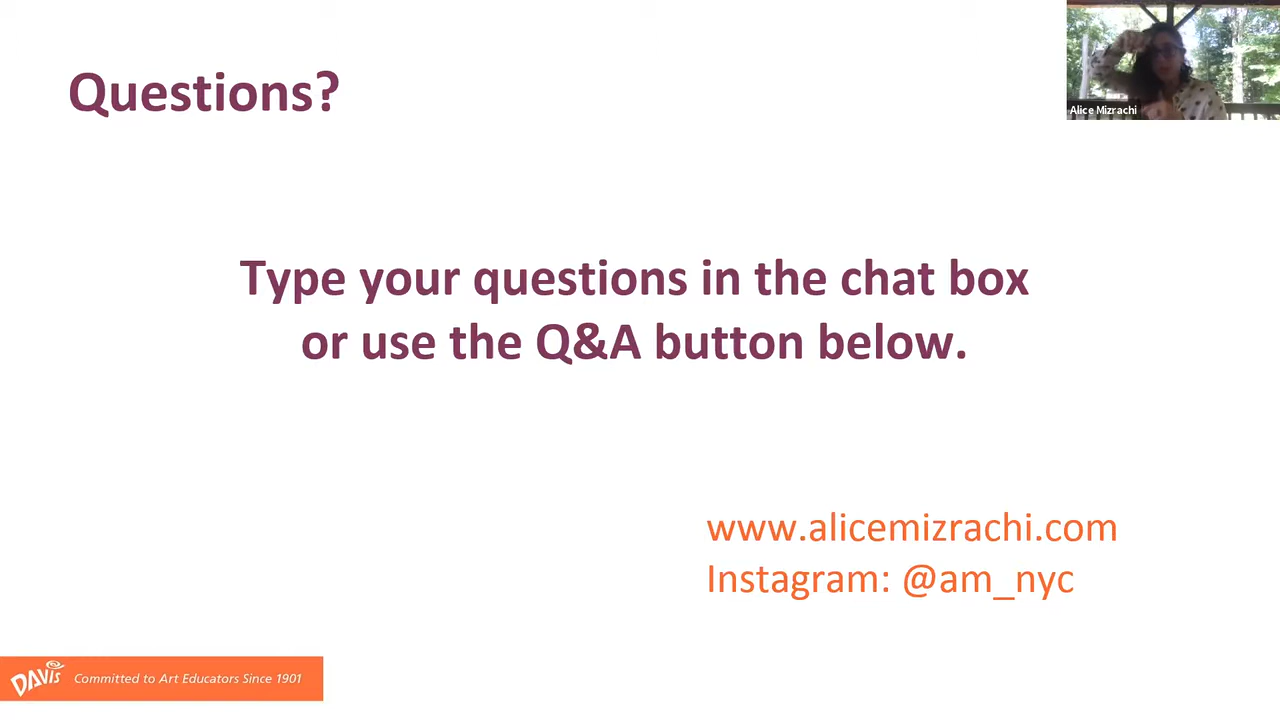 Questions?
Alice Mizrachi
Type your questions in the chat box
or use the Q&A button below.
www.alicemizrachi.com
Instagram: @am_nyc
DAVIS Committed to Art Educators Since 1901